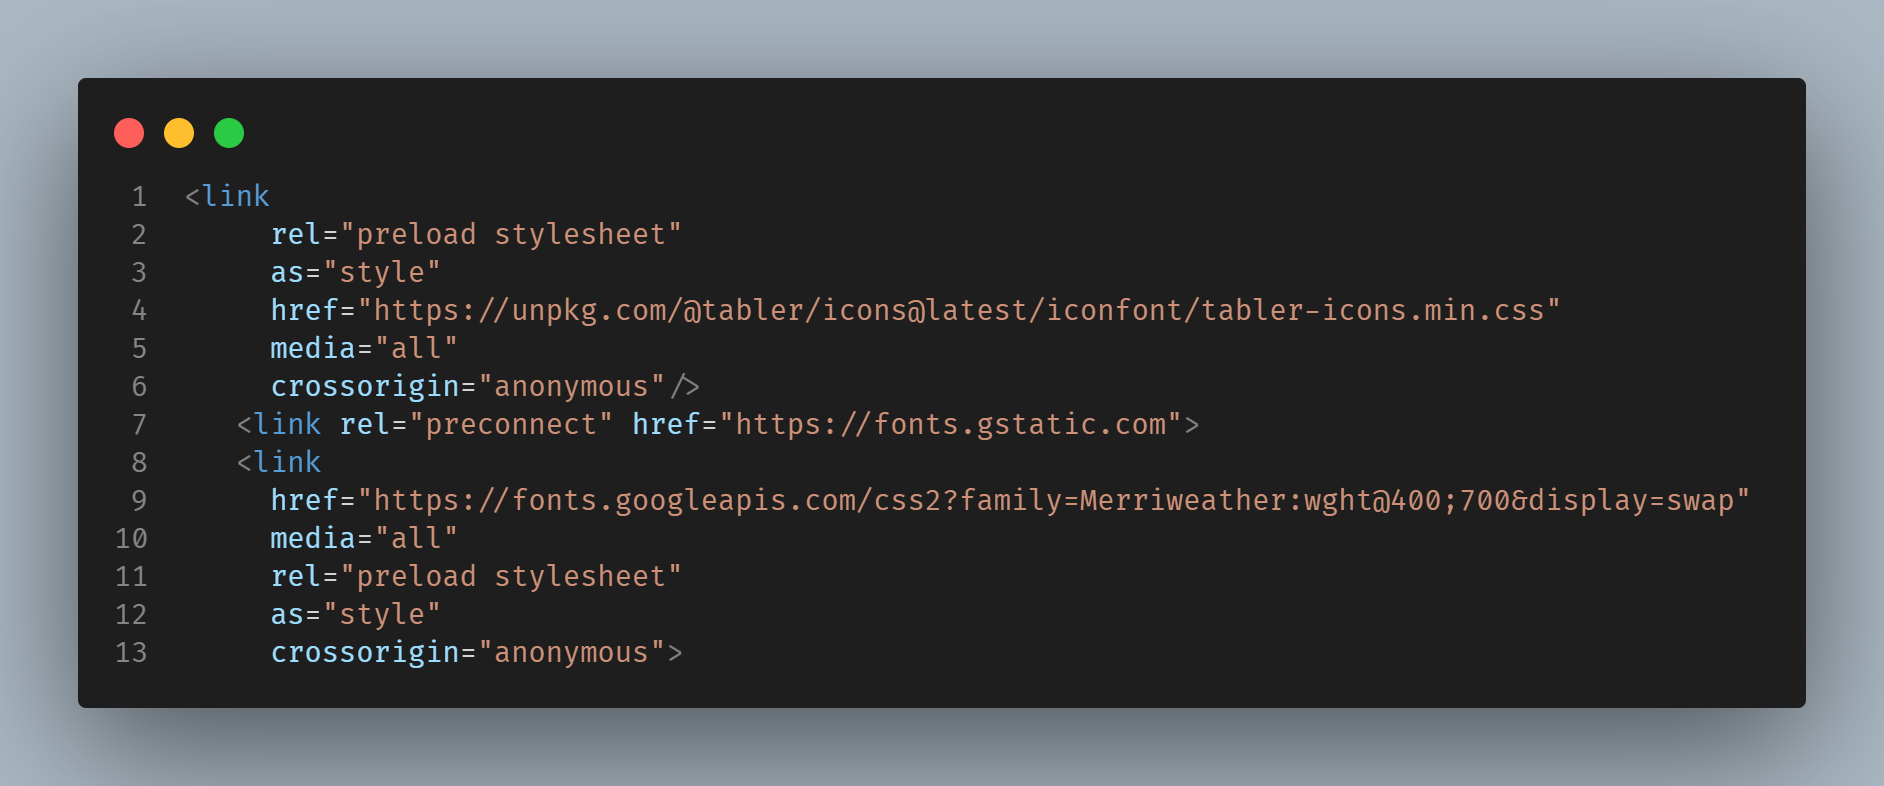 1 <link
2 rel="preload stylesheet"
3 as="style"
4 href="https://unpkg.com/@tabler/icons@latest/iconfont/tabler-icons.min.css"
5 media="all"
6 crossorigin="anonymous"/>
7 <link rel="preconnect" href="https://fonts.gstatic.com">
8 <link
9 href="https://fonts.googleapis.com/css2?family=Merriweather:wght@400;700&display=swap"
10 media="all"
11 rel="preload stylesheet"
12 as="style"
13 crossorigin="anonymous">